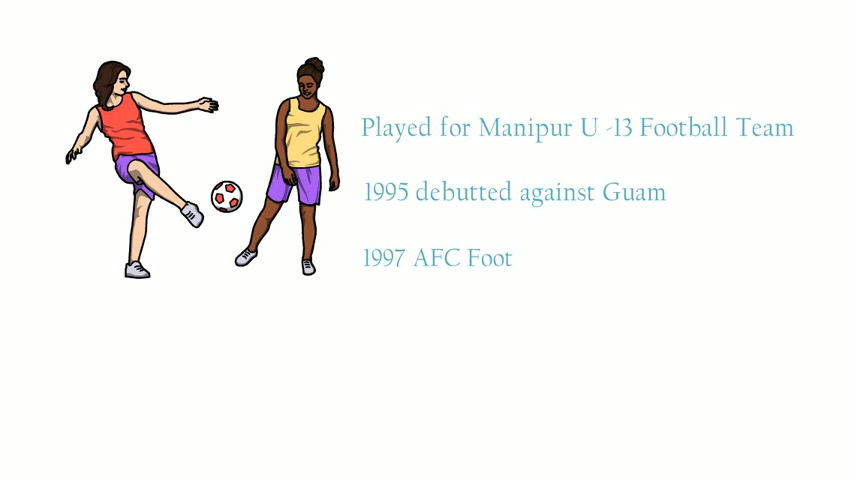 Played for Manipur U -13 Football Team
1995 debutted against Guam
1997 AFC Foot